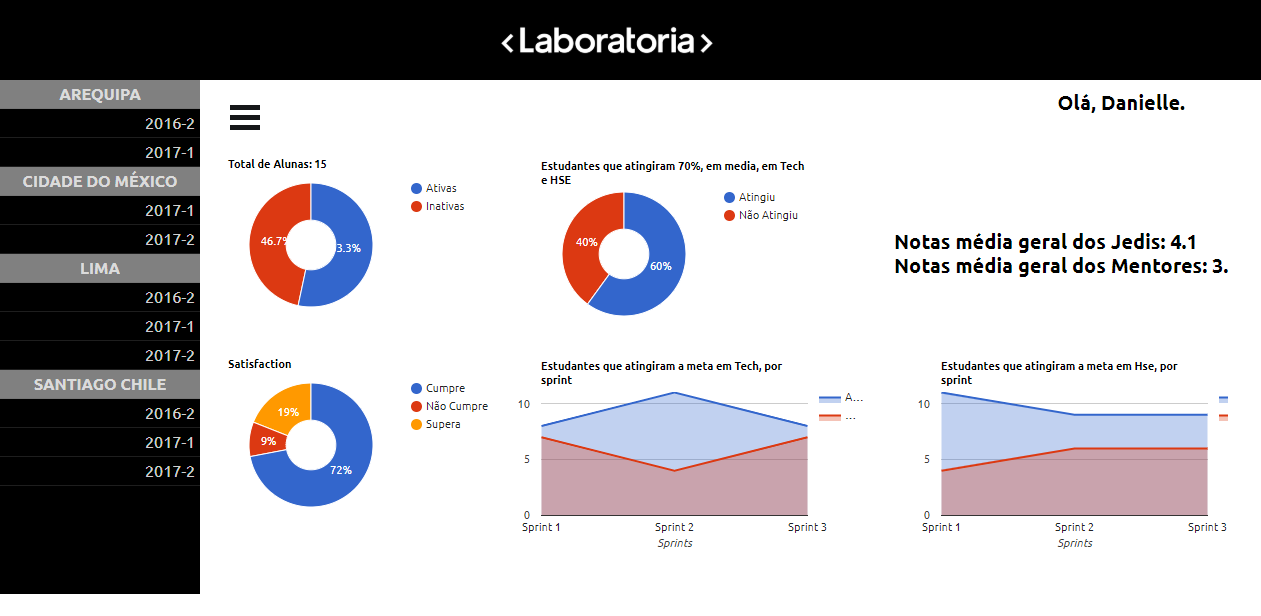 <Laboratoria>
AREQUIPA
2016-2
2017-1
CIDADE DO MÉXICO
2017-1
2017-2
LIMA
2016-2
2017-1
2017-2
SANTIAGO CHILE
2016-2
2017-1
2017-2
Olá, Danielle.
Total de Alunas: 15
46.7%
3.3%
Ativas
Inativas
Estudantes que atingiram 70%, em media, em Tech
e HSE
40%
60%
Atingiu
Não Atingiu
Notas média geral dos Jedis: 4.1
Notas média geral dos Mentores: 3.
Satisfaction
19%
9%
72%
Cumpre
Não Cumpre
Supera
Estudantes que atingiram a meta em Tech, por
sprint
10
5
0
Sprint 1
Sprint 2
Sprint 3
Sprints
A...
...
Estudantes que atingiram a meta em Hse, por
sprint
10
5
0
Sprint 1
Sprint 2
Sprint 3
Sprints